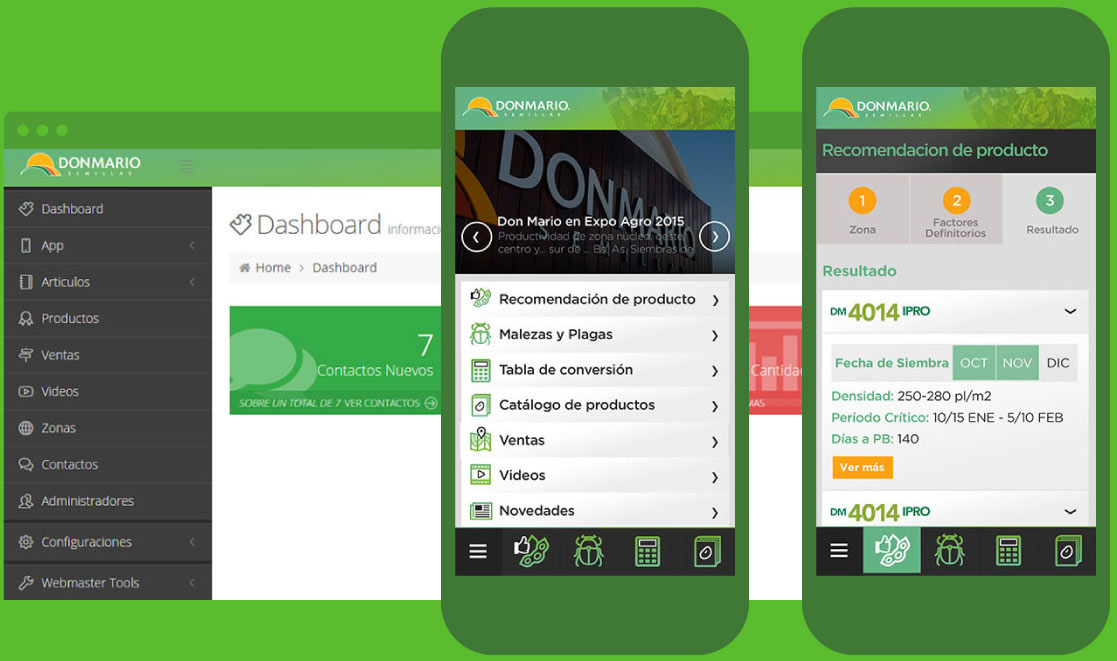 DONMARIO
SEMILLAS
Dashboard
App
Articulos
Productos
Ventas
Videos
Zonas
Contactos
Administradores
Configuraciones
Webmaster Tools
Dashboard informaci
Home > Dashboard
7
Contactos Nuevos
SOBRE UN TOTAL DE 7 VER CONTACTOS
Cantida
MAS
DONMARIO.
SEMILLAS
DONMARIO
Don Mario en Expo Agro 2015
Productividad de zona núcleo, oeste,
centro y... sur de ... Bs. As. Siembras de
Recomendación de producto
Malezas y Plagas
Tabla de conversión
Catálogo de productos
Ventas
Videos
Novedades
DONMARIO.
SEMILLAS
Recomendacion de producto
1
Zona
2
Factores
Definitorios
3
Resultado
Resultado
DM 4014 IPRO
Fecha de Siembra OCT NOV DIC
Densidad: 250-280 pl/m2
Período Crítico: 10/15 ENE - 5/10 FEB
Días a PB: 140
Ver más
DM 4014 IPRO